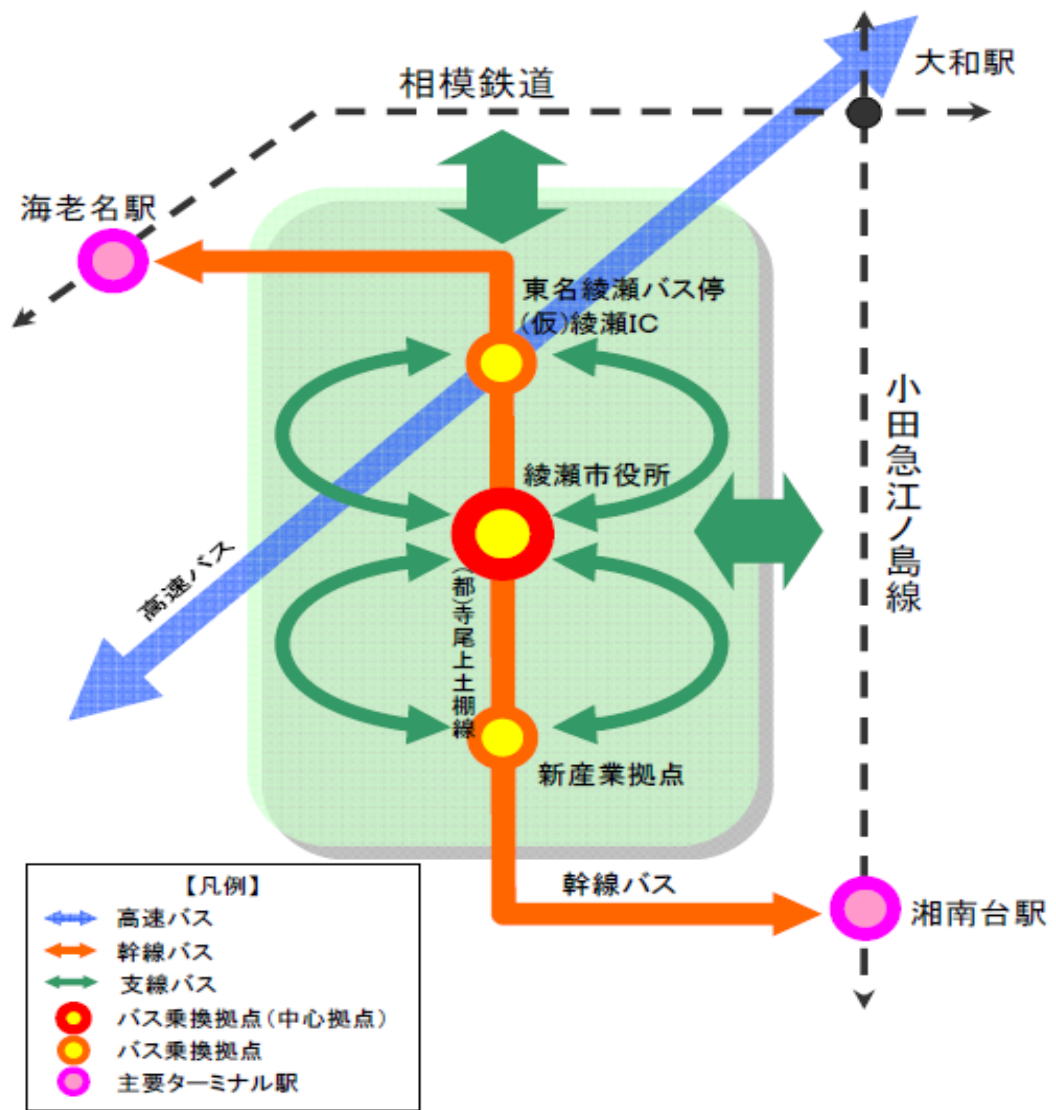 大和駅
相模鉄道
海老名駅
東名綾瀬バス停
(仮)綾瀬IC
小田急江ノ島線
綾瀬市役所
高速バス
(都)寺尾上土棚線
新産業拠点
幹線バス
湘南台駅
【凡例】
高速バス
幹線バス
支線バス
バス乗換拠点(中心拠点)
バス乗換拠点
主要ターミナル駅